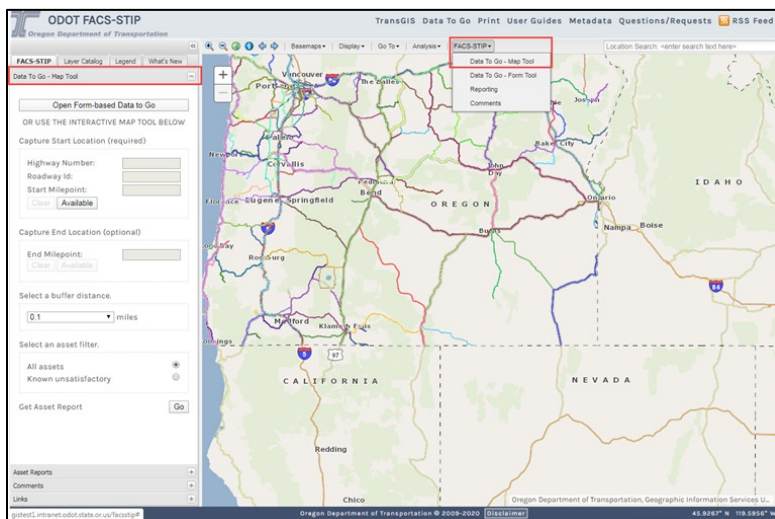 ODOT FACS-STIP
Oregon Department of Transportation
TransGIS Data To Go Print User Guides Metadata Questions/Requests RSS Feed
FACS-STIP Layer Catalog Legend What's New
Basemaps Display Go To Analysis FACS-STIP
Location Search: <enter search text here>
Data To Go - Map Tool
Data To Go - Form Tool
Reporting
Comments
Data To Go - Map Tool
Open Form-based Data to Go
OR USE THE INTERACTIVE MAP TOOL BELOW
Capture Start Location (required)
Highway Number:
Roadway Id:
Start Milepoint:
Clear Available
Capture End Location (optional)
End Milepoint:
Clear Available
Select a buffer distance.
0.1 miles
Select an asset filter.
All assets
Known unsatisfactory
Get Asset Report Go
Asset Reports
Comments
Links
gistest1.intranet.odot.state.or.us/facsstip#
Vancouver
The Dalles
Baker City
John Day
Corvallis
Bend
Eugene Springfield
OREGON
Ontario
IDAHO
Nampa Boise
Burns
84
Medford
5
97
CALIFORNIA
NEVADA
Redding
Chico
Oregon Department of Transportation, Geographic Information Services U...
Oregon Department of Transportation © 2009-2020 Disclaimer
45.9267° N 119.5956° W